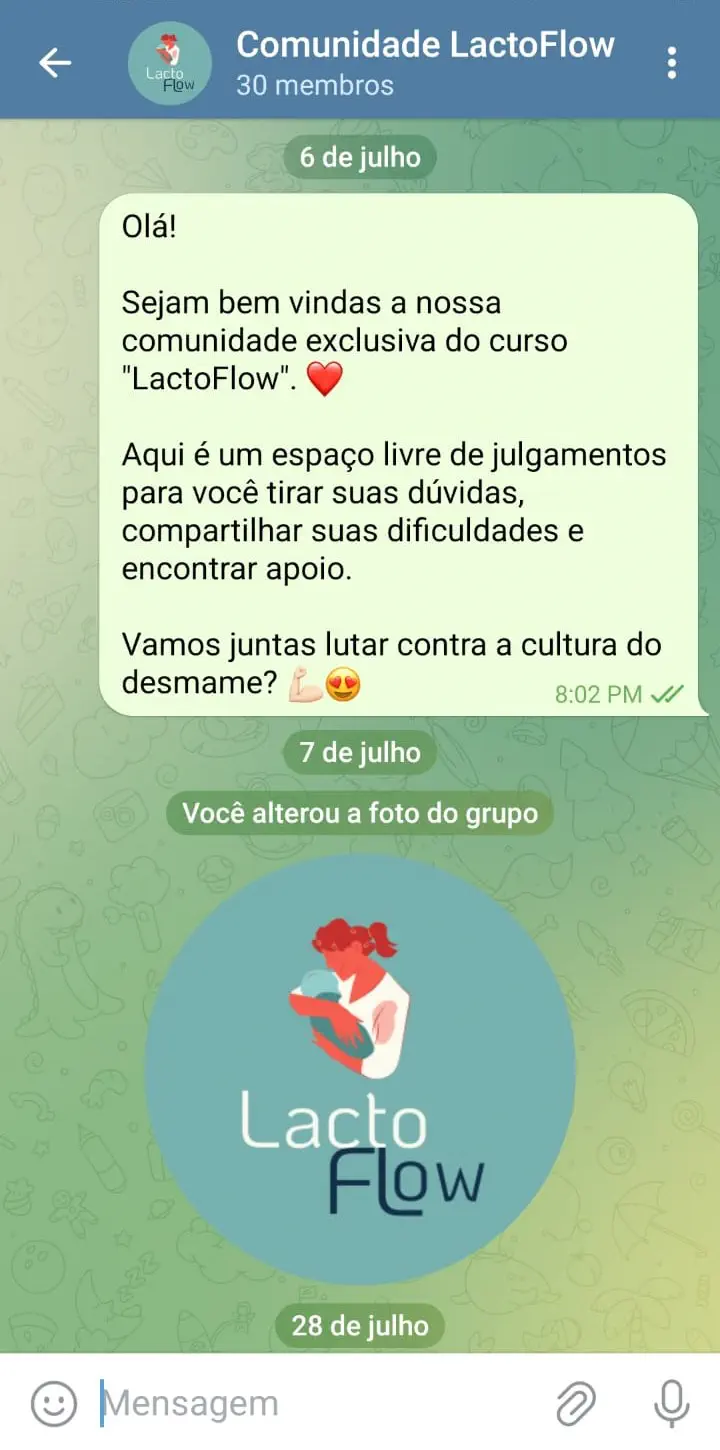 Comunidade LactoFlow
Lacto
Flow
30 membros
6 de julho
Olá!
Sejam bem vindas a nossa
comunidade exclusiva do curso
"LactoFlow". ❤️
Aqui é um espaço livre de julgamentos
para você tirar suas dúvidas,
compartilhar suas dificuldades e
encontrar apoio.
Vamos juntas lutar contra a cultura do
desmame? 💪🏻😍
8:02 PM
7 de julho
Você alterou a foto do grupo
Lacto
Flow
28 de julho
Mensagem